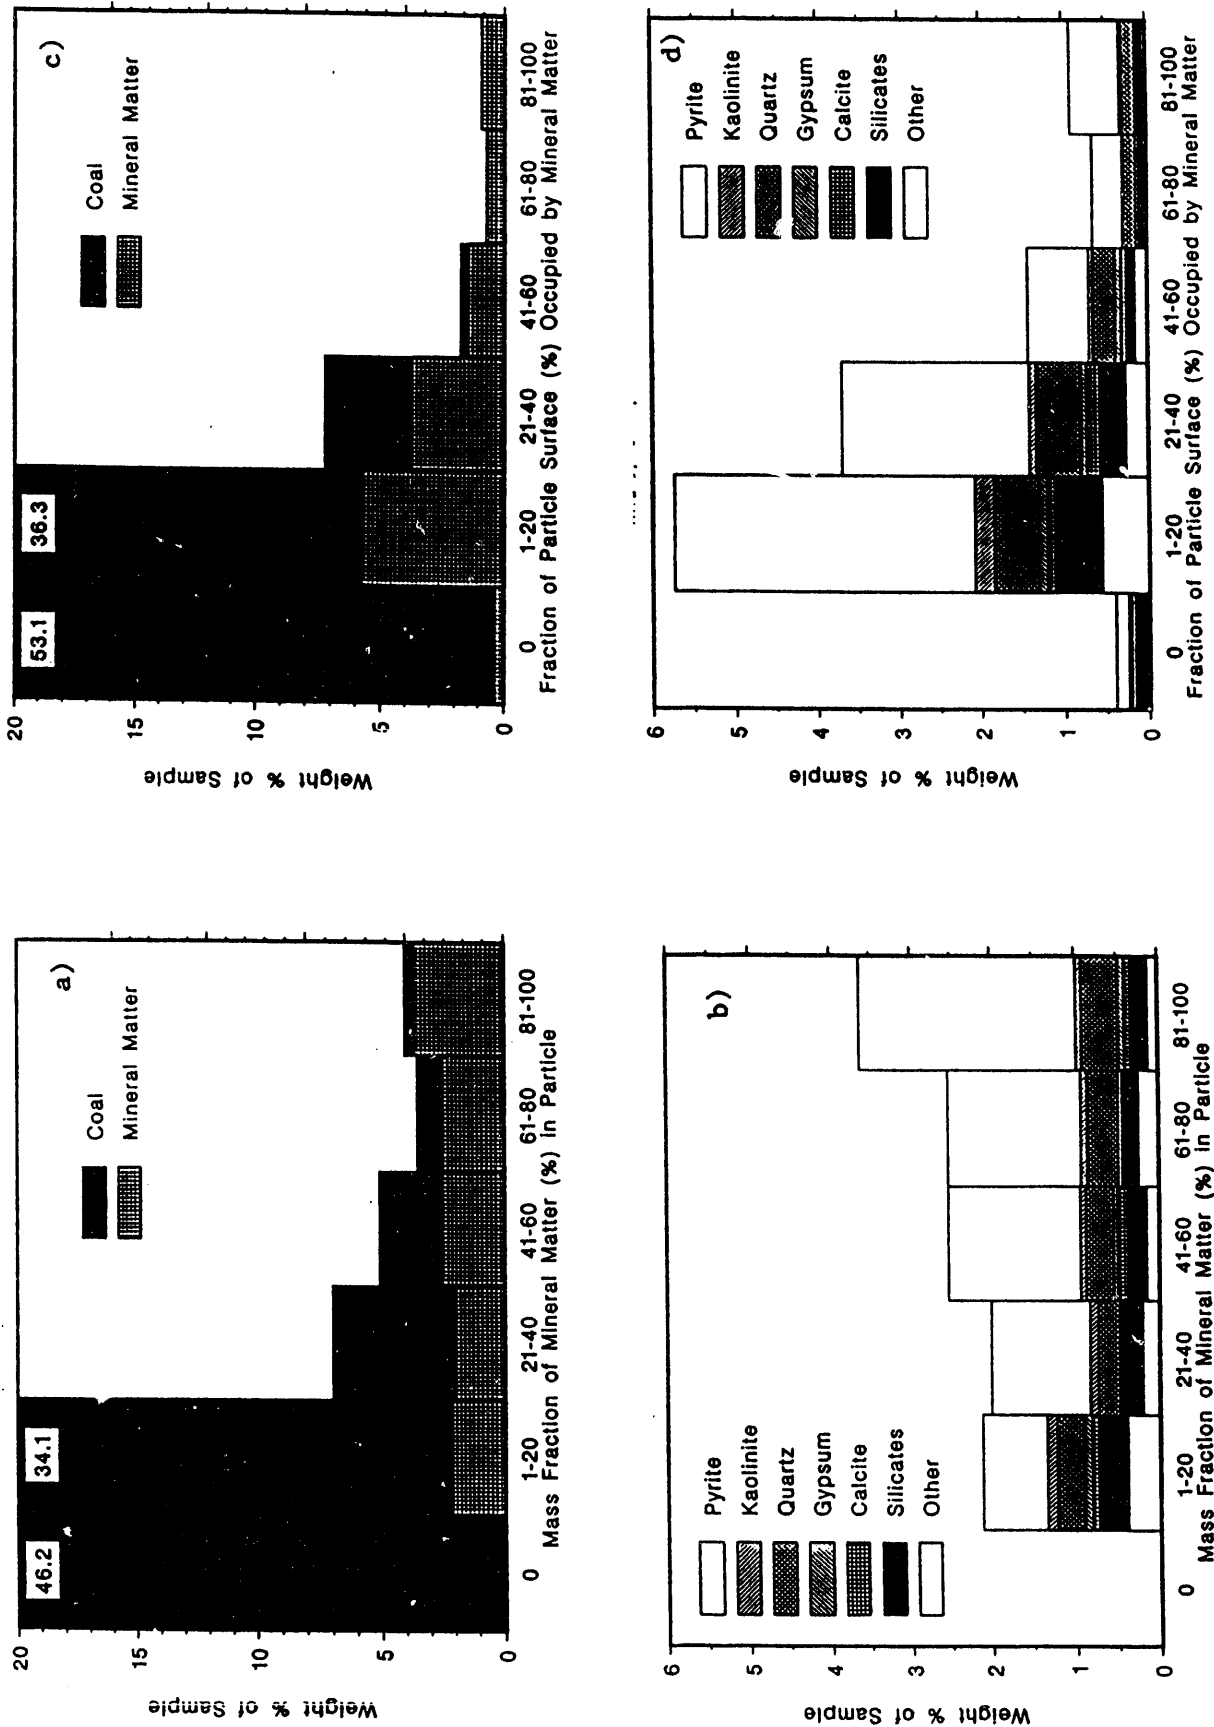 a)
Coal
Mineral Matter
46.2
34.1
20
15
10
5
0
Weight % of Sample
0 1-20 21-40 41-60 61-80 81-100
Mass Fraction of Mineral Matter (%) in Particle
c)
Coal
Mineral Matter
53.1
36.3
20
15
10
5
0
Weight % of Sample
0 1-20 21-40 41-60 61-80 81-100
Fraction of Particle Surface (%) Occupied by Mineral Matter
b)
Pyrite
Kaolinite
Quartz
Gypsum
Calcite
Silicates
Other
6
5
4
3
2
1
0
Weight % of Sample
0 1-20 21-40 41-60 61-80 81-100
Mass Fraction of Mineral Matter (%) in Particle
d)
Pyrite
Kaolinite
Quartz
Gypsum
Calcite
Silicates
Other
6
5
4
3
2
1
0
Weight % of Sample
0 1-20 21-40 41-60 61-80 81-100
Fraction of Particle Surface (%) Occupied by Mineral Matter